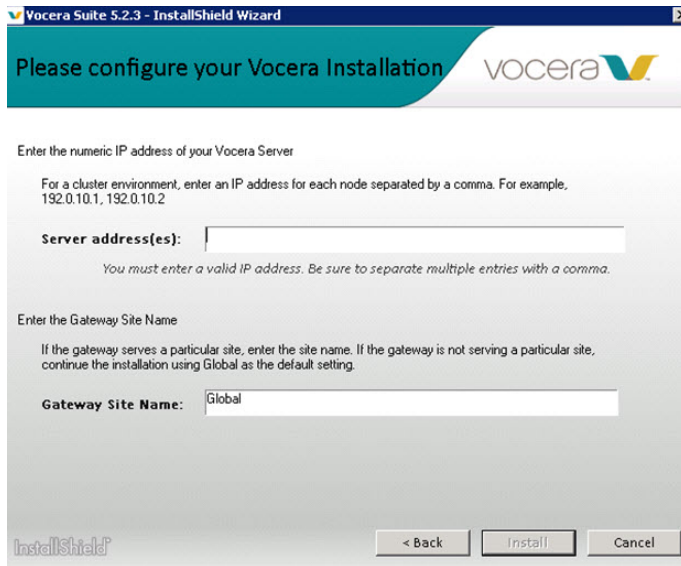 Vocera Suite 5.2.3 - InstallShield Wizard
Please configure your Vocera Installation
vocera
Enter the numeric IP address of your Vocera Server
For a cluster environment, enter an IP address for each node separated by a comma. For example,
192.0.10.1, 192.0.10.2
Server address(es):
You must enter a valid IP address. Be sure to separate multiple entries with a comma.
Enter the Gateway Site Name
If the gateway serves a particular site, enter the site name. If the gateway is not serving a particular site,
continue the installation using Global as the default setting.
Gateway Site Name: Global
InstallShield < Back Install Cancel